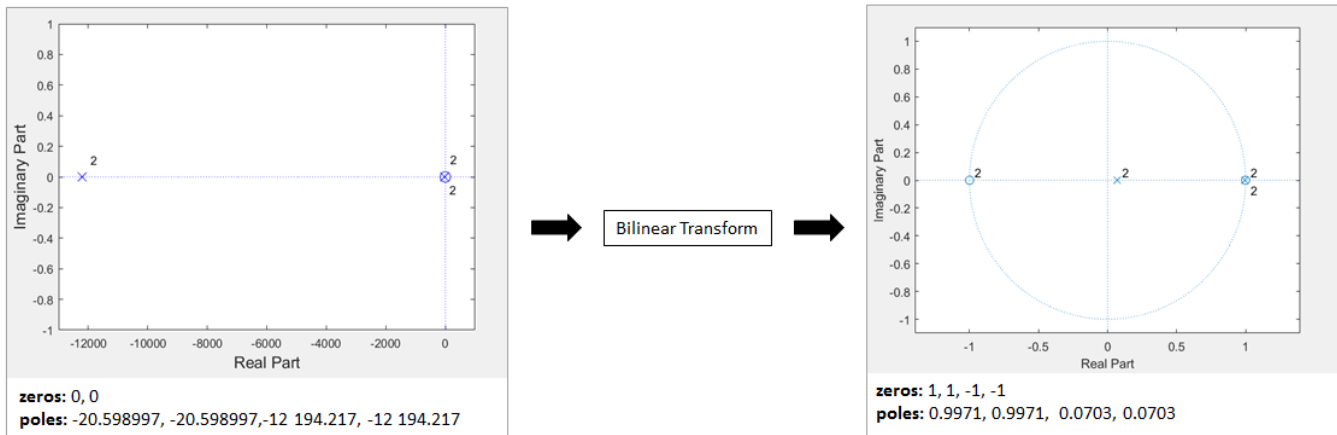 1
0.8
0.6
0.4
0.2
0
-0.2
-0.4
-0.6
-0.8
-1
Imaginary Part
2
2
2
-12000 -10000 -8000 -6000 -4000 -2000 0
Real Part
zeros: 0, 0
poles: -20.598997, -20.598997,-12 194.217, -12 194.217
Bilinear Transform
1
0.8
0.6
0.4
0.2
0
-0.2
-0.4
-0.6
-0.8
-1
Imaginary Part
2
2
2
2
-1 -0.5 0 0.5 1
Real Part
zeros: 1, 1, -1, -1
poles: 0.9971, 0.9971, 0.0703, 0.0703